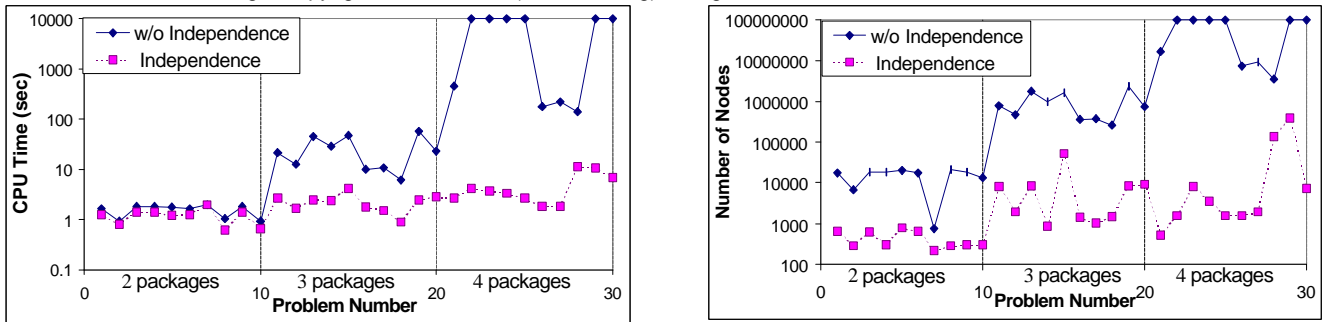 10000
1000
100
10
1
0.1
CPU Time (sec)
w/o Independence
Independence
2 packages
3 packages
4 packages
0
10
20
30
Problem Number
100000000
10000000
1000000
100000
10000
1000
100
Number of Nodes
w/o Independence
Independence
2 packages
3 packages
4 packages
0
10
20
30
Problem Number